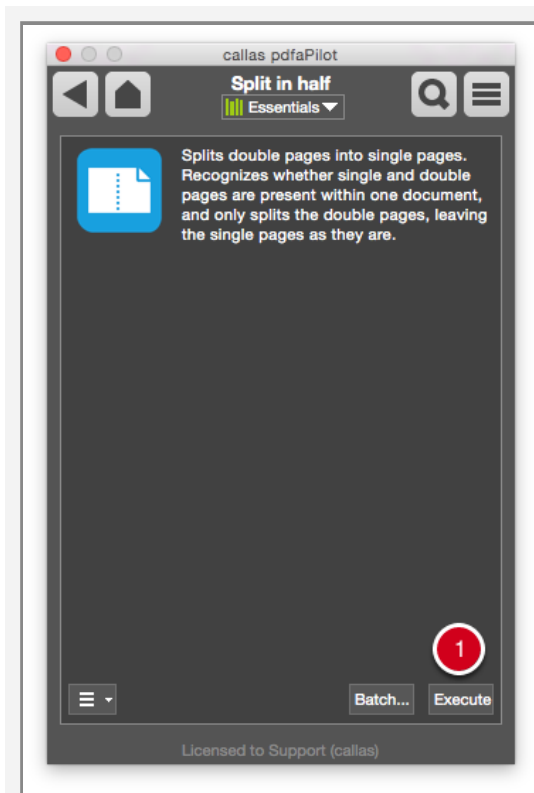 callas pdfaPilot
Split in half
Essentials
Splits double pages into single pages.
Recognizes whether single and double
pages are present within one document,
and only splits the double pages, leaving
the single pages as they are.
1
Batch...
Execute
Licensed to Support (callas)